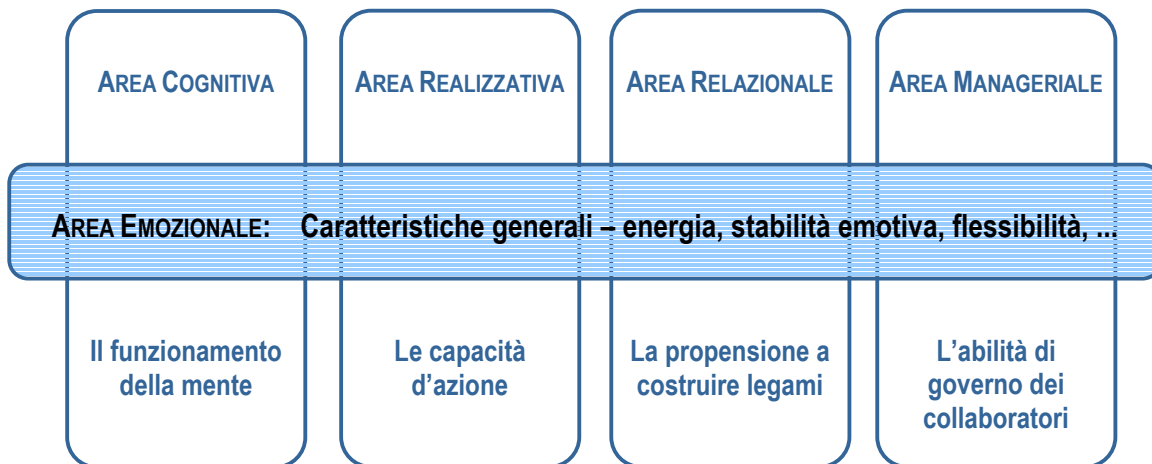 AREA COGNITIVA
AREA REALIZZATIVA
AREA RELAZIONALE
AREA MANAGERIALE
AREA EMOZIONALE: Caratteristiche generali – energia, stabilità emotiva, flessibilità, ...
Il funzionamento
della mente
Le capacità
d'azione
La propensione a
costruire legami
L'abilità di
governo dei
collaboratori